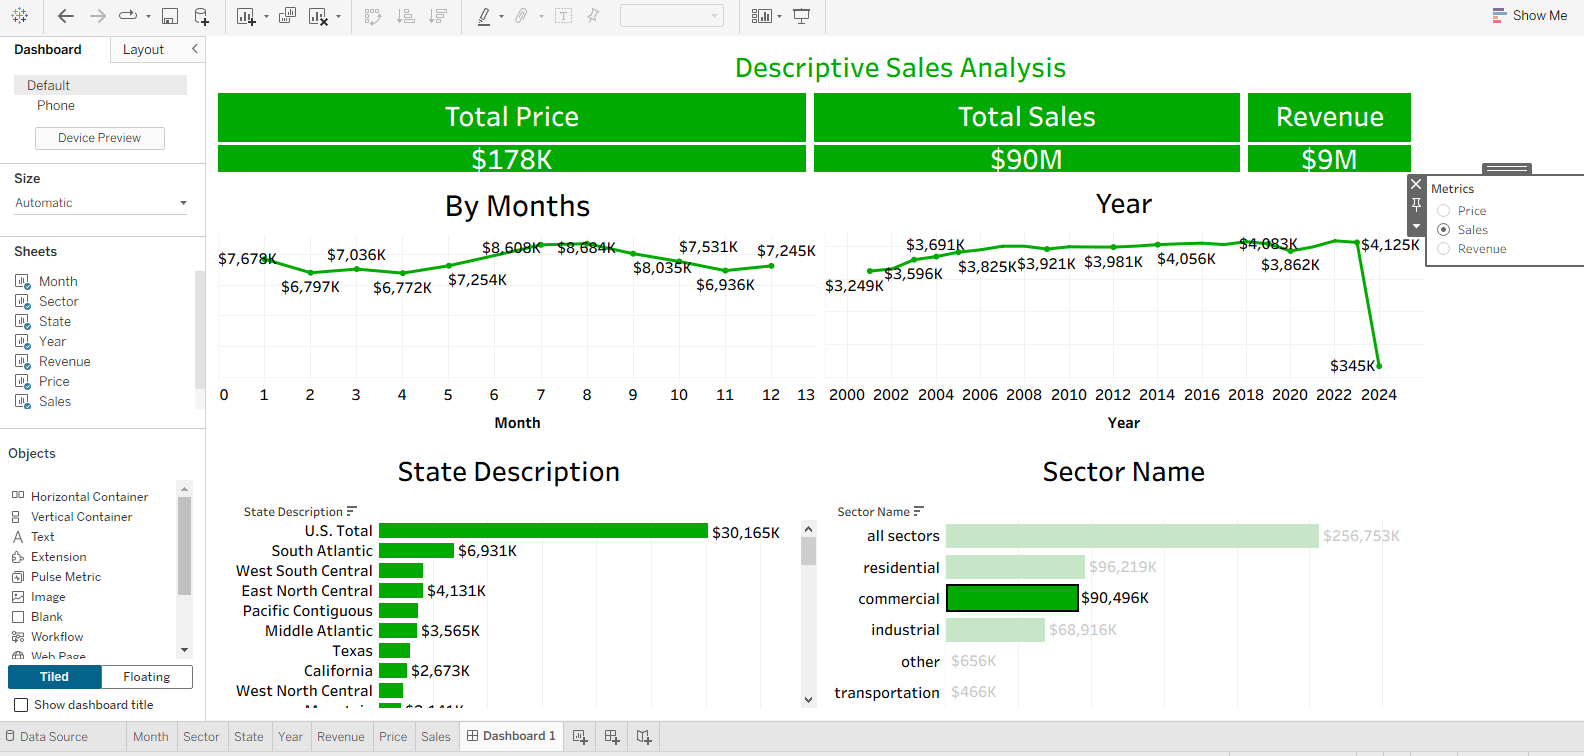 Show Me
Dashboard
Layout
Default
Phone
Device Preview
Size
Automatic
Sheets
Month
Sector
State
Year
Revenue
Price
Sales
Objects
Horizontal Container
Vertical Container
Text
Extension
Pulse Metric
Image
Blank
Workflow
Web Page
Tiled
Floating
Show dashboard title
Descriptive Sales Analysis
Total Price
Total Sales
Revenue
$178K
$90M
$9M
Metrics
Price
Sales
Revenue
By Months
$7,678K
$6,797K
$7,036K
$6,772K
$7,254K
$8,608K
$8,684K
$8,035K
$7,531K
$6,936K
$7,245K
0 1 2 3 4 5 6 7 8 9 10 11 12 13
Month
Year
$3,249K
$3,596K
$3,691K
$3,825K
$3,921K
$3,981K
$4,056K
$4,083K
$3,862K
$4,125K
$345K
2000 2002 2004 2006 2008 2010 2012 2014 2016 2018 2020 2022 2024
Year
State Description
State Description
U.S. Total $30,165K
South Atlantic $6,931K
West South Central
East North Central $4,131K
Pacific Contiguous
Middle Atlantic $3,565K
Texas
California $2,673K
West North Central
Sector Name
Sector Name
all sectors $256,753K
residential $96,219K
commercial $90,496K
industrial $68,916K
other $656K
transportation $466K
Data Source
Month
Sector
State
Year
Revenue
Price
Sales
Dashboard 1